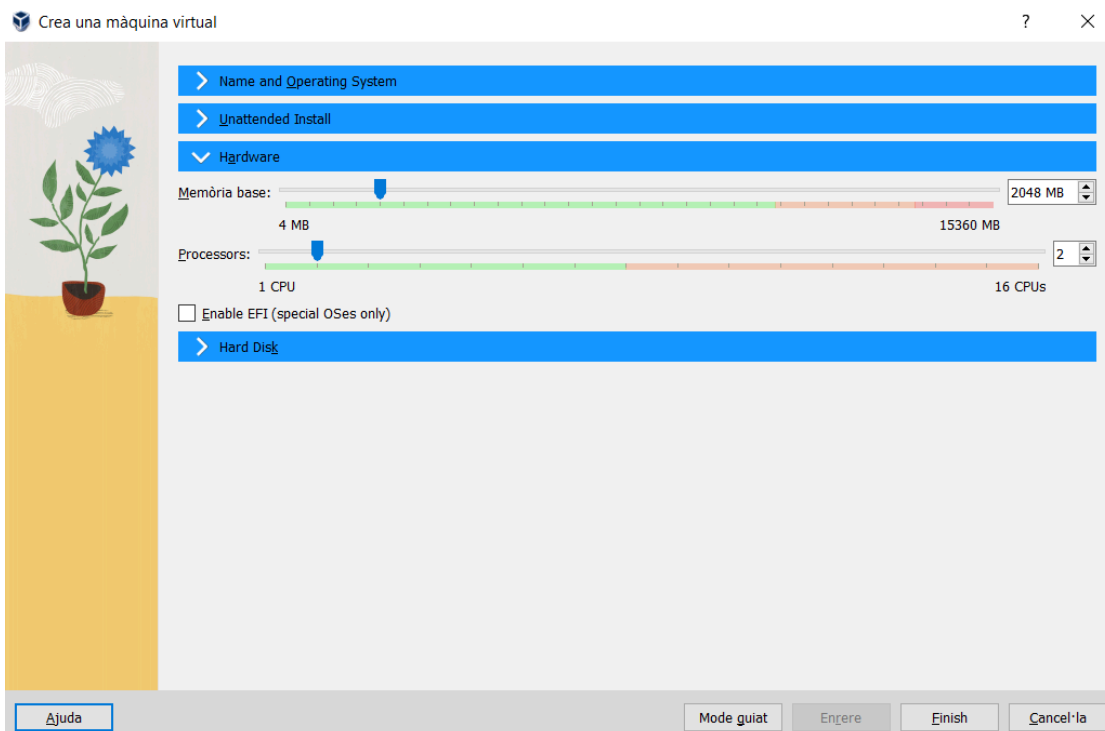 Crea una màquina virtual ? ×
Name and Operating System
Unattended Install
Hardware
Memòria base: 2048 MB
4 MB 15360 MB
Processors: 2
1 CPU 16 CPUs
Enable EFI (special OSes only)
Hard Disk
Ajuda Mode guiat Enrere Finish Cancel·la